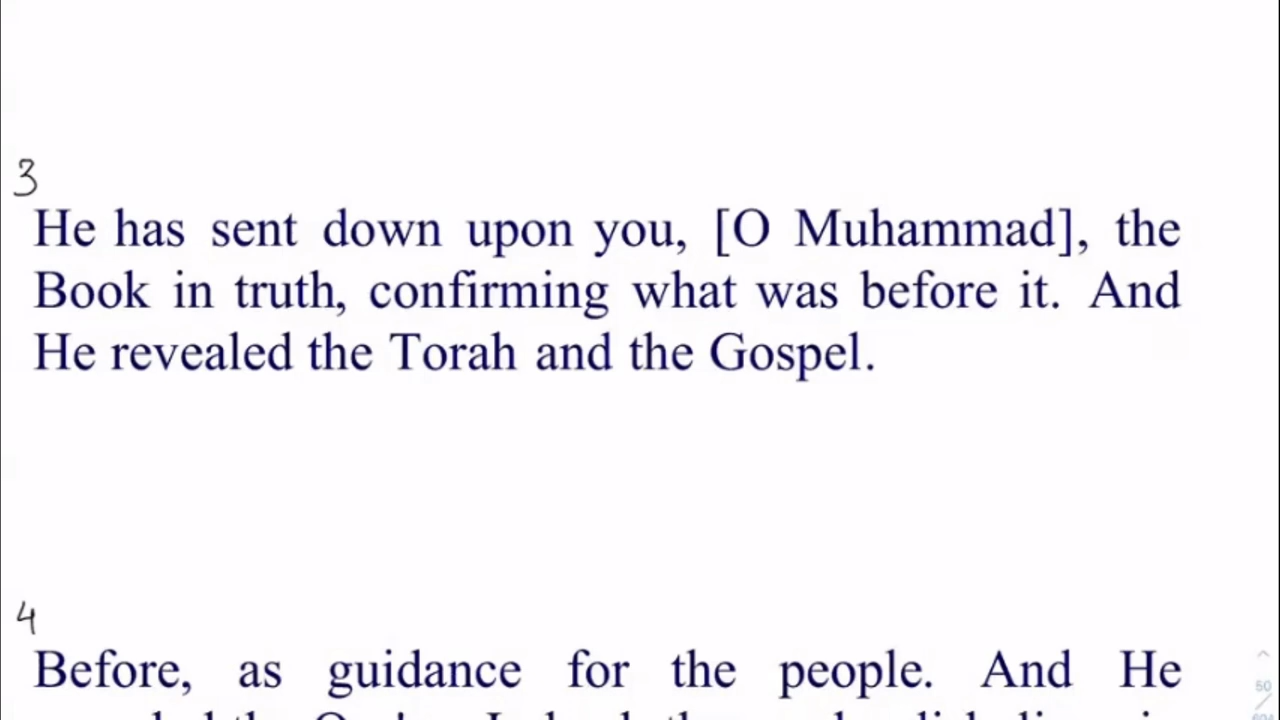 3
He has sent down upon you, [O Muhammad], the
Book in truth, confirming what was before it. And
He revealed the Torah and the Gospel.
4
Before, as guidance for the people. And He
50